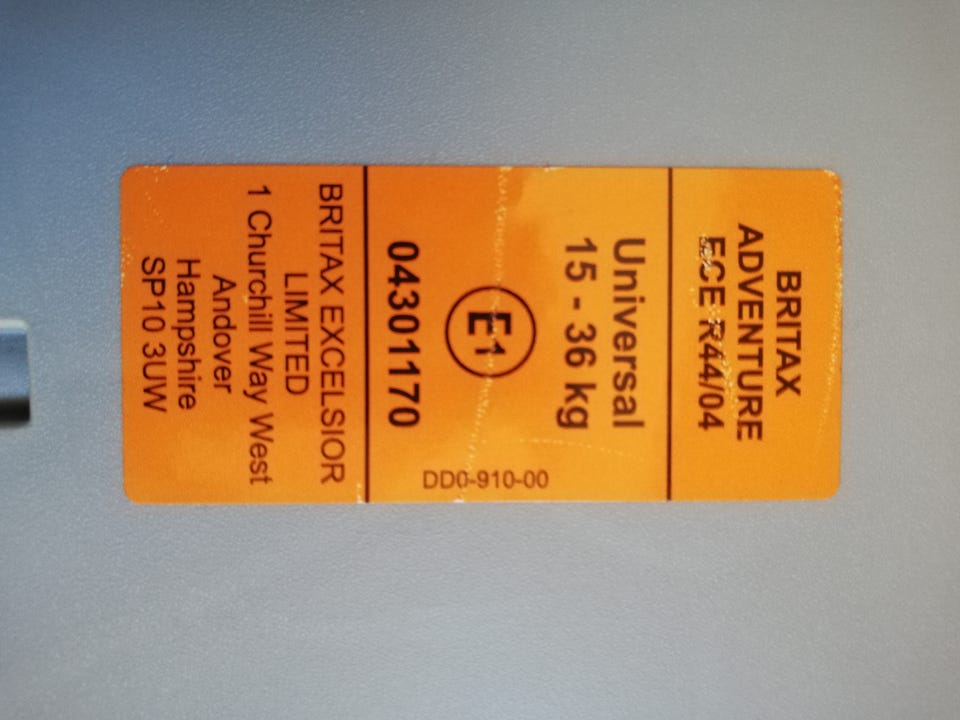 BRITAX
ADVENTURE
ECE R44/04
Universal
15 - 36 kg
E1
04301170
DD0-910-00
BRITAX EXCELSIOR
LIMITED
1 Churchill Way West
Andover
Hampshire
SP10 3UW